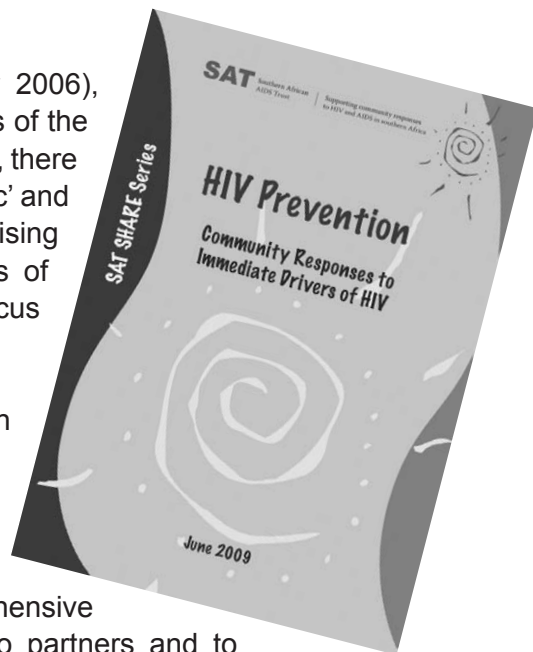 2006),
s of the
, there
c’ and
ising
s of
cus
n
hensive
o partners and to
SAT Southern African AIDS Trust
Supporting community responses to HIV and AIDS in southern Africa
SAT SHARE Series
HIV Prevention
Community Responses to
Immediate Drivers of HIV
June 2009